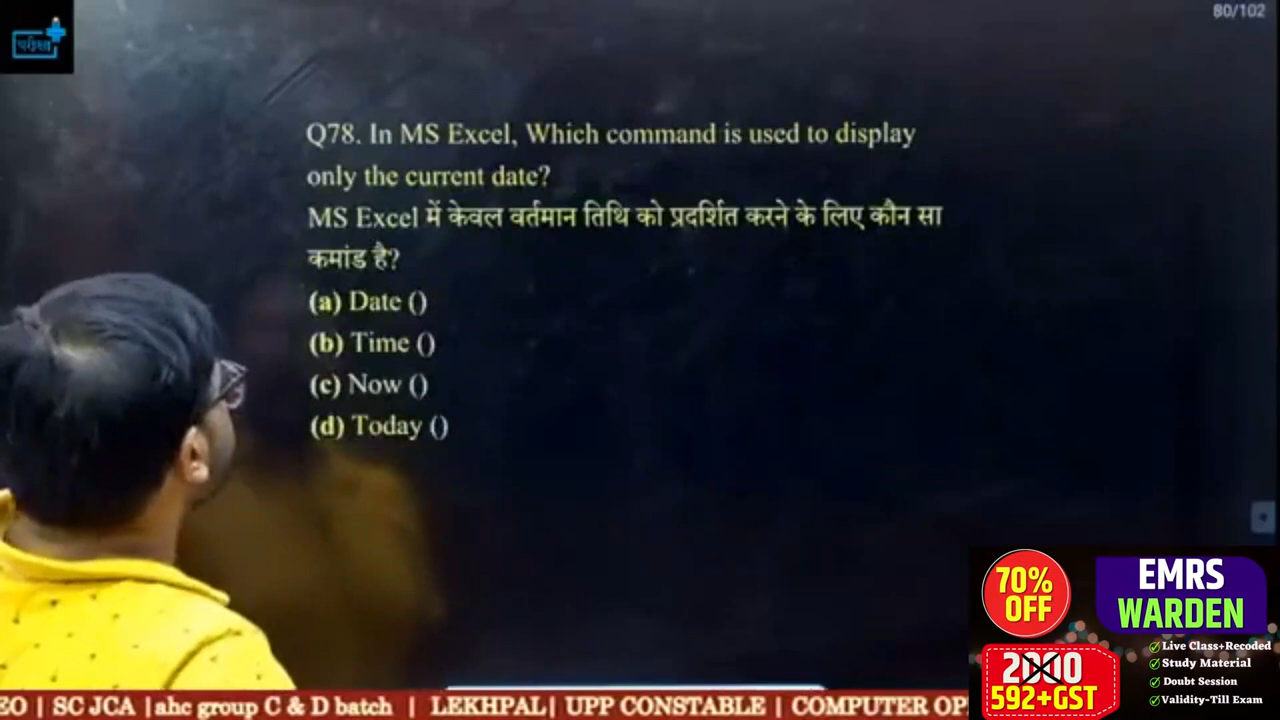 परीक्षा
80/102
Q78. In MS Excel, Which command is used to display
only the current date?
MS Excel में केवल वर्तमान तिथि को प्रदर्शित करने के लिए कौन सा
कमांड है?
(a) Date ()
(b) Time ()
(c) Now ()
(d) Today ()
70%
OFF
EMRS
WARDEN
2000
592+GST
Live Class+Recoded
Study Material
Doubt Session
Validity-Till Exam
EO | SC JCA | ahc group C & D batch | LEKHPAL | UPP CONSTABLE | COMPUTER OP